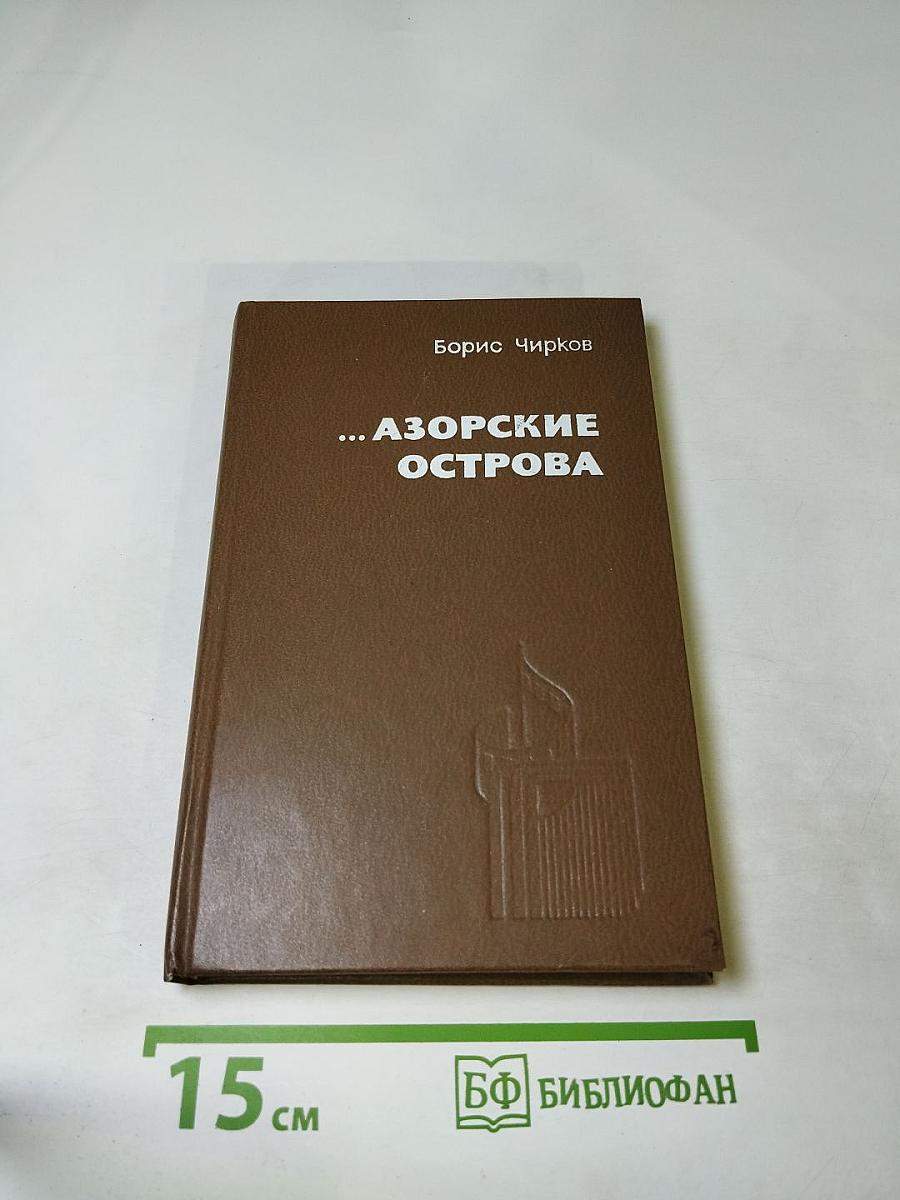 Борис Чирков
...АЗОРСКИЕ
ОСТРОВА
15 см
БФ БИБЛИОФАН